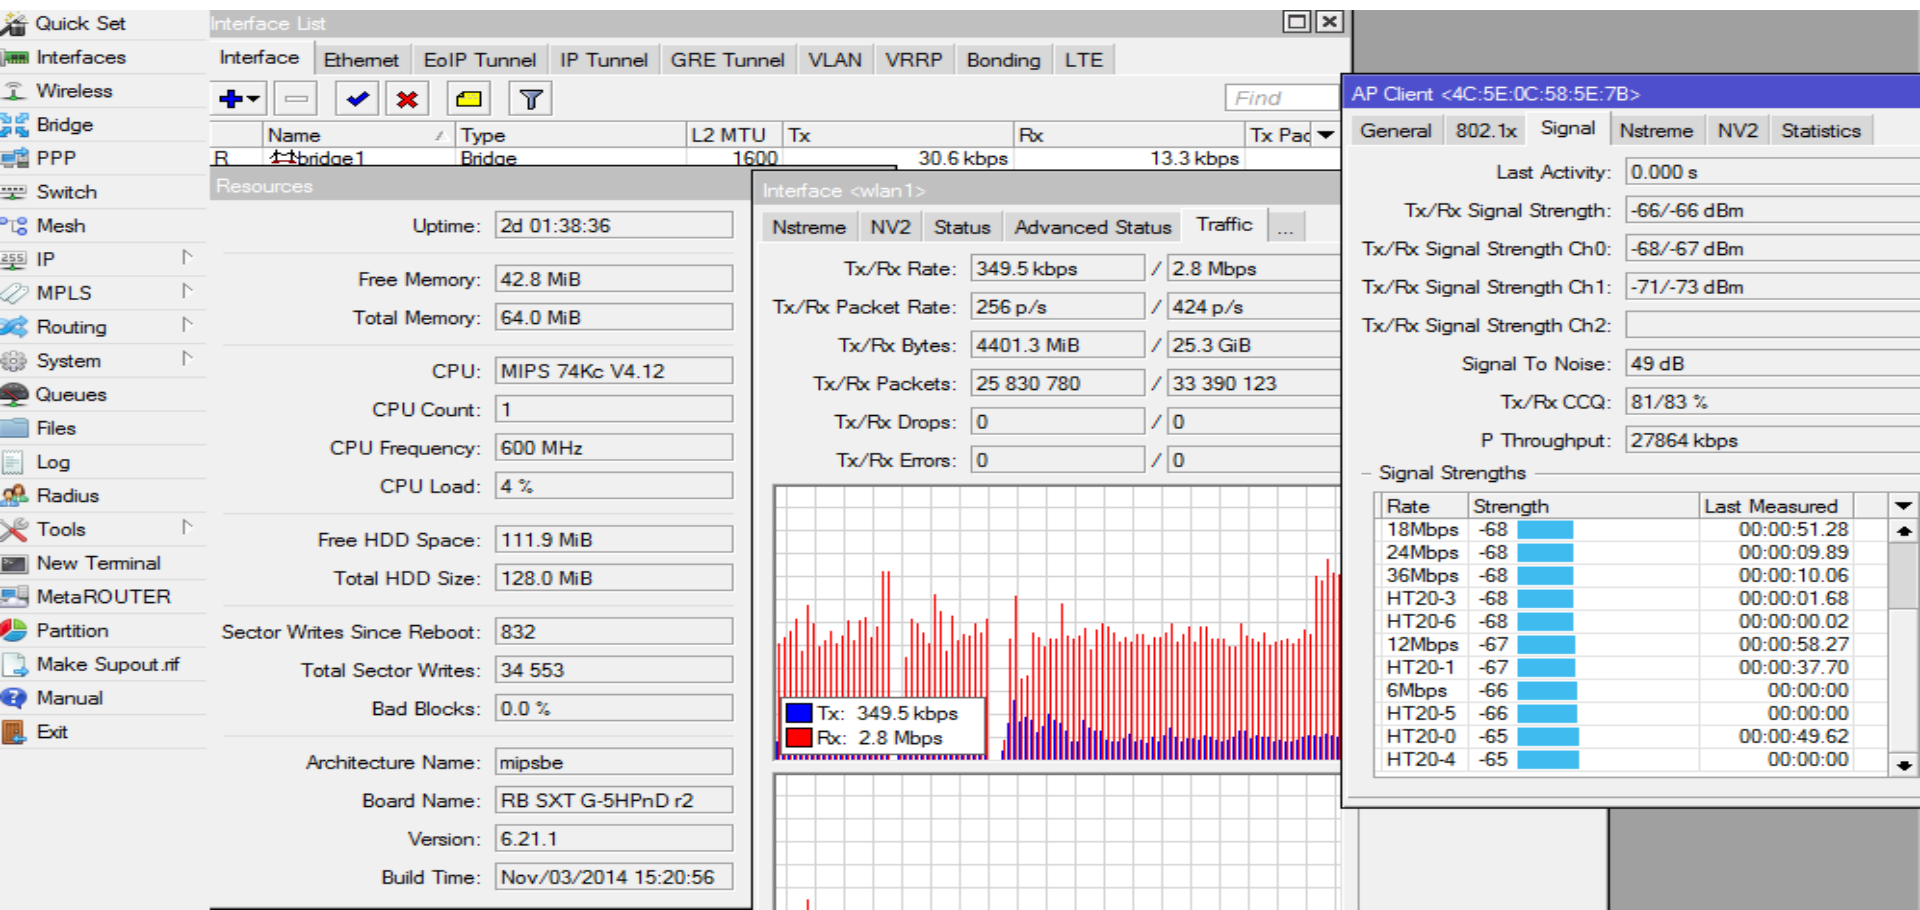 Quick Set
Interfaces
Wireless
Bridge
PPP
Switch
Mesh
255 IP
MPLS
Routing
System
Queues
Files
Log
Radius
Tools
New Terminal
MetaROUTER
Partition
Make Supout.rif
Manual
Exit
Interface List
Interface Ethernet EoIP Tunnel IP Tunnel GRE Tunnel VLAN VRRP Bonding LTE
Find
Name Type L2 MTU Tx Rx Tx Pac
R bridge1 Bridge 1600 30.6 kbps 13.3 kbps
Resources
Uptime: 2d 01:38:36
Free Memory: 42.8 MiB
Total Memory: 64.0 MiB
CPU: MIPS 74Kc V4.12
CPU Count: 1
CPU Frequency: 600 MHz
CPU Load: 4 %
Free HDD Space: 111.9 MiB
Total HDD Size: 128.0 MiB
Sector Writes Since Reboot: 832
Total Sector Writes: 34 553
Bad Blocks: 0.0 %
Architecture Name: mipsbe
Board Name: RB SXT G-5HPnD r2
Version: 6.21.1
Build Time: Nov/03/2014 15:20:56
Interface <wlan1>
Nstreme NV2 Status Advanced Status Traffic ...
Tx/Rx Rate: 349.5 kbps / 2.8 Mbps
Tx/Rx Packet Rate: 256 p/s / 424 p/s
Tx/Rx Bytes: 4401.3 MiB / 25.3 GiB
Tx/Rx Packets: 25 830 780 / 33 390 123
Tx/Rx Drops: 0 / 0
Tx/Rx Errors: 0 / 0
Tx: 349.5 kbps
Rx: 2.8 Mbps
AP Client <4C:5E:0C:58:5E:7B>
General 802.1x Signal Nstreme NV2 Statistics
Last Activity: 0.000 s
Tx/Rx Signal Strength: -66/-66 dBm
Tx/Rx Signal Strength Ch0: -68/-67 dBm
Tx/Rx Signal Strength Ch1: -71/-73 dBm
Tx/Rx Signal Strength Ch2:
Signal To Noise: 49 dB
Tx/Rx CCQ: 81/83 %
P Throughput: 27864 kbps
Signal Strengths
Rate Strength Last Measured
18Mbps -68 00:00:51.28
24Mbps -68 00:00:09.89
36Mbps -68 00:00:10.06
HT20-3 -68 00:00:01.68
HT20-6 -68 00:00:00.02
12Mbps -67 00:00:58.27
HT20-1 -67 00:00:37.70
6Mbps -66 00:00:00
HT20-5 -66 00:00:00
HT20-0 -65 00:00:49.62
HT20-4 -65 00:00:00